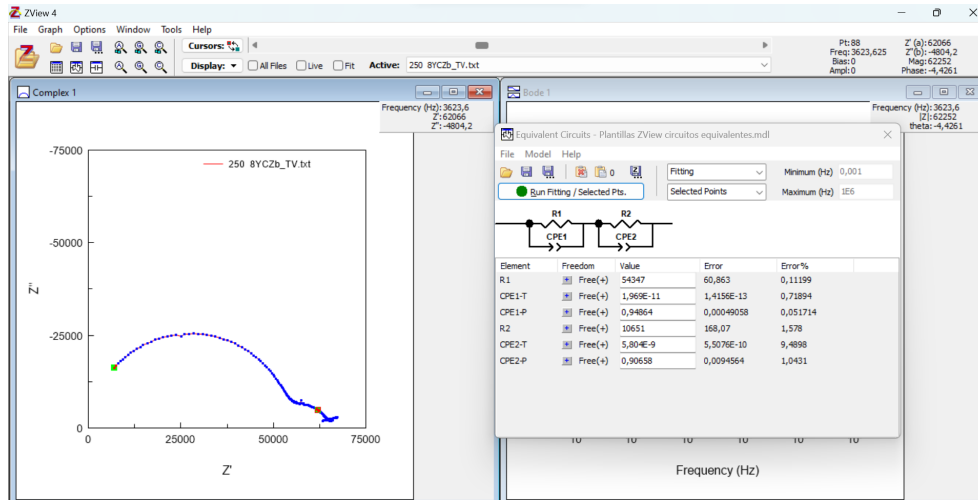 ZView 4
File Graph Options Window Tools Help
Cursors:
Display: All Files Live Fit Active: 250 8YCZb_TV.txt
Pt:88
Freq:3623,625
Bias:0
Ampl:0
Z' (a):62066
Z''(b):-4804,2
Mag:62252
Phase:-4,4261
Complex 1
Frequency (Hz):3623,6
Z':62066
Z'':-4804,2
-75000
-50000
-25000
0
Z''
250 8YCZb_TV.txt
0 25000 50000 75000
Z'
Bode 1
Frequency (Hz):3623,6
|Z|:62252
theta:-4,4261
Equivalent Circuits - Plantillas ZView circuitos equivalentes.mdl
File Model Help
0 Fitting Minimum (Hz) 0,001
Run Fitting / Selected Pts. Selected Points Maximum (Hz) 1E6
R1 R2
CPE1 CPE2
Element Freedom Value Error Error%
R1 Free(+) 54347 60,863 0,11199
CPE1-T Free(+) 1,969E-11 1,4156E-13 0,71894
CPE1-P Free(+) 0,94864 0,00049058 0,051714
R2 Free(+) 10651 168,07 1,578
CPE2-T Free(+) 5,804E-9 5,5076E-10 9,4898
CPE2-P Free(+) 0,90658 0,0094564 1,0431
Frequency (Hz)